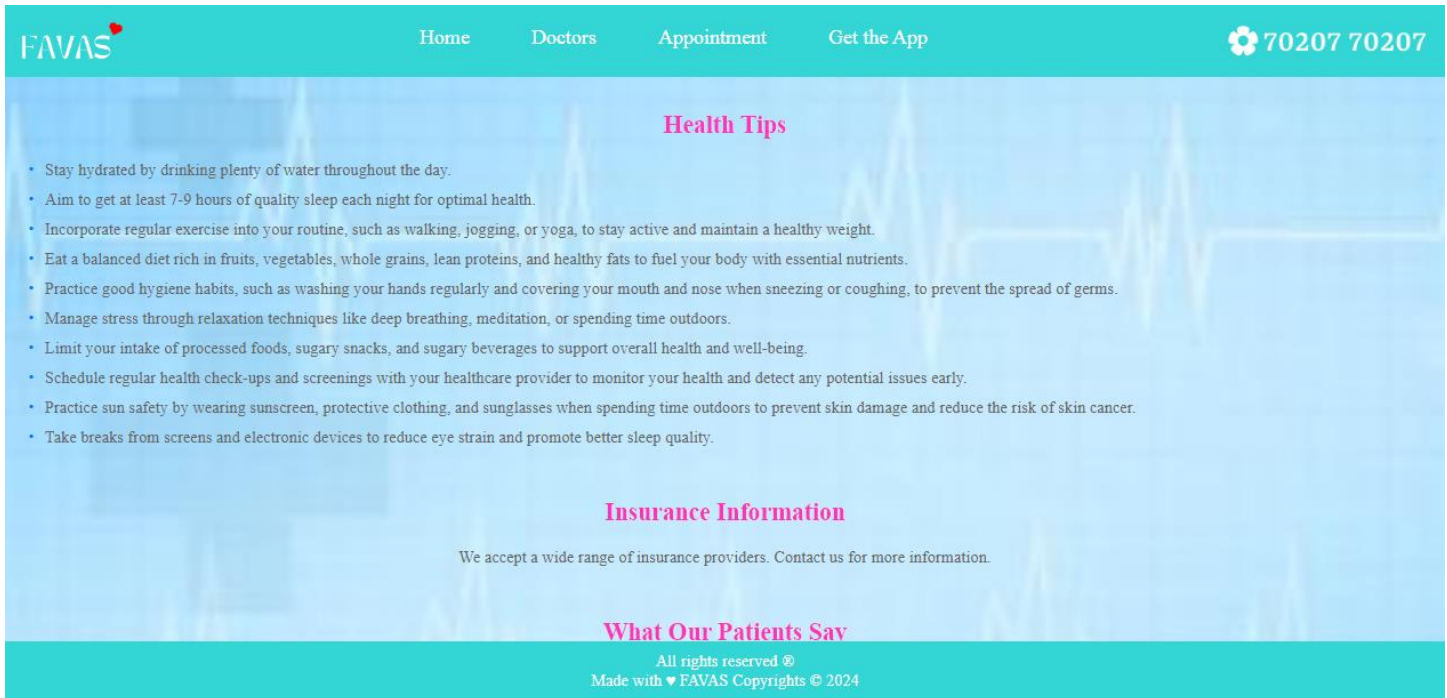 FAVAS
Home Doctors Appointment Get the App
70207 70207
Health Tips
• Stay hydrated by drinking plenty of water throughout the day.
• Aim to get at least 7-9 hours of quality sleep each night for optimal health.
• Incorporate regular exercise into your routine, such as walking, jogging, or yoga, to stay active and maintain a healthy weight.
• Eat a balanced diet rich in fruits, vegetables, whole grains, lean proteins, and healthy fats to fuel your body with essential nutrients.
• Practice good hygiene habits, such as washing your hands regularly and covering your mouth and nose when sneezing or coughing, to prevent the spread of germs.
• Manage stress through relaxation techniques like deep breathing, meditation, or spending time outdoors.
• Limit your intake of processed foods, sugary snacks, and sugary beverages to support overall health and well-being.
• Schedule regular health check-ups and screenings with your healthcare provider to monitor your health and detect any potential issues early.
• Practice sun safety by wearing sunscreen, protective clothing, and sunglasses when spending time outdoors to prevent skin damage and reduce the risk of skin cancer.
• Take breaks from screens and electronic devices to reduce eye strain and promote better sleep quality.
Insurance Information
We accept a wide range of insurance providers. Contact us for more information.
What Our Patients Say
All rights reserved ®
Made with ♥ FAVAS Copyrights © 2024